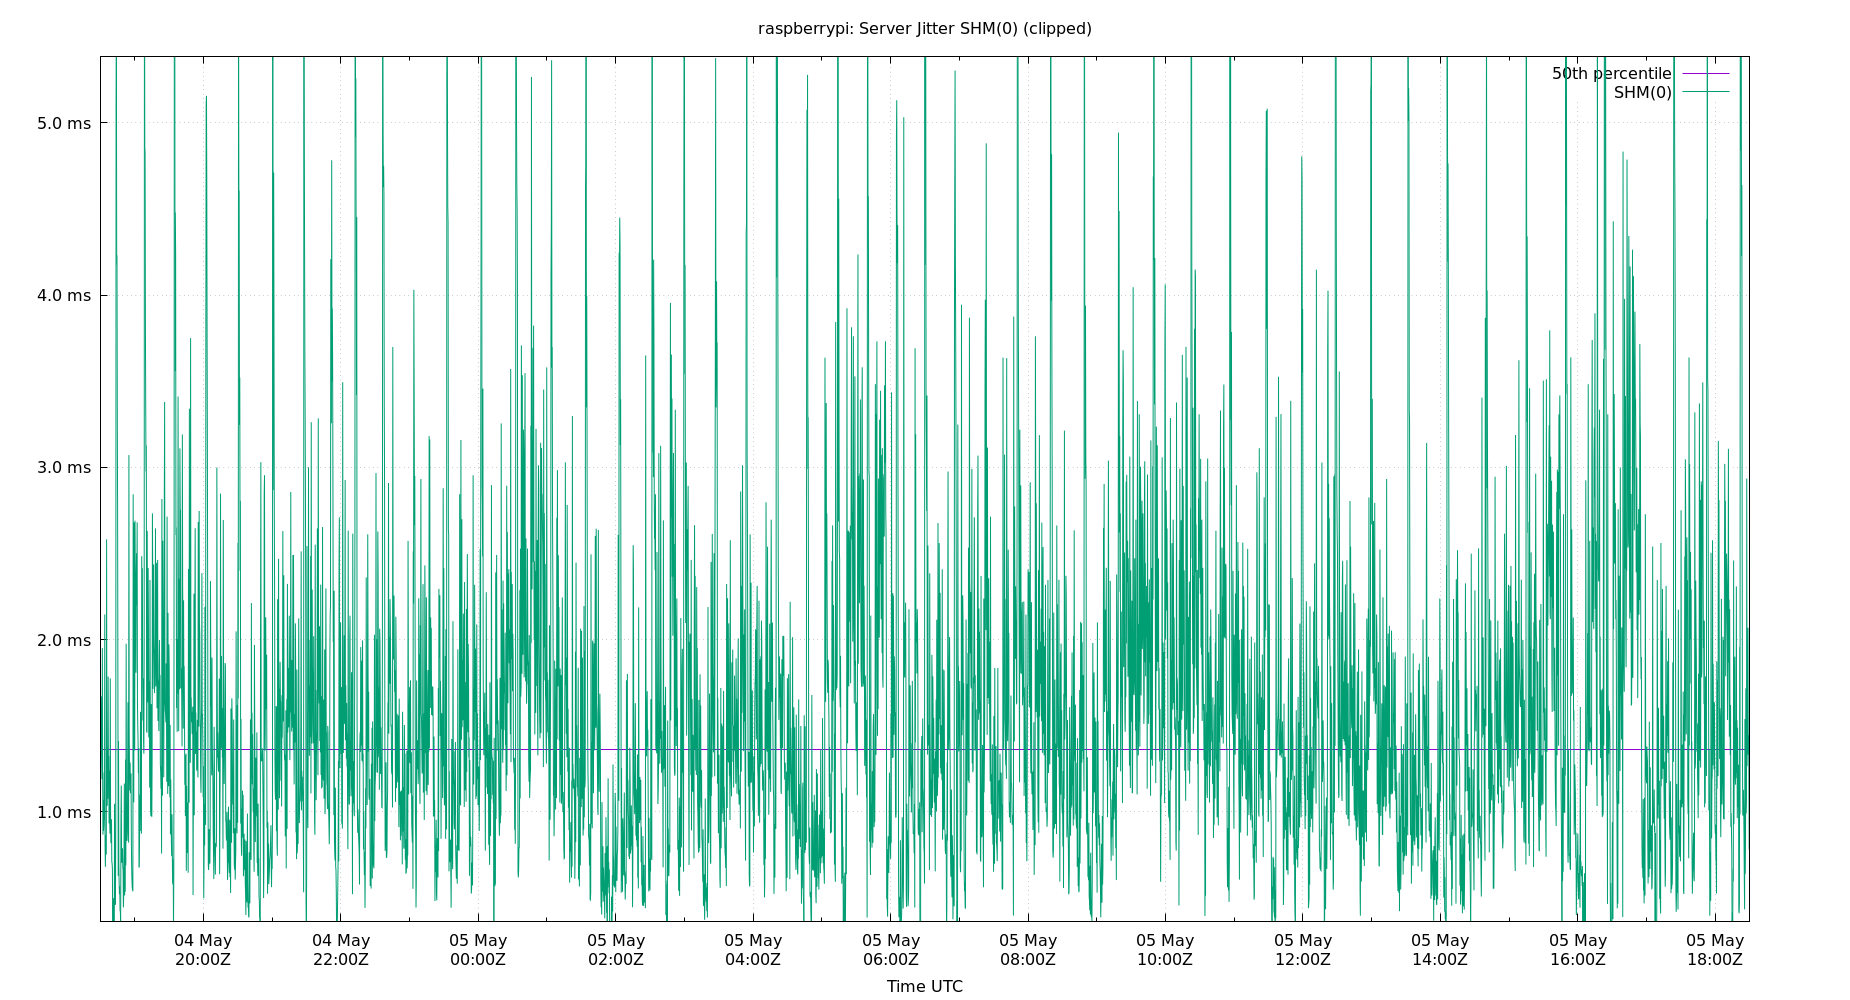 raspberrypi: Server Jitter SHM(0) (clipped)
50th percentile
SHM(0)
5.0 ms
4.0 ms
3.0 ms
2.0 ms
1.0 ms
04 May 04 May 05 May 05 May 05 May 05 May 05 May 05 May 05 May 05 May 05 May 05 May
20:00Z 22:00Z 00:00Z 02:00Z 04:00Z 06:00Z 08:00Z 10:00Z 12:00Z 14:00Z 16:00Z 18:00Z
Time UTC